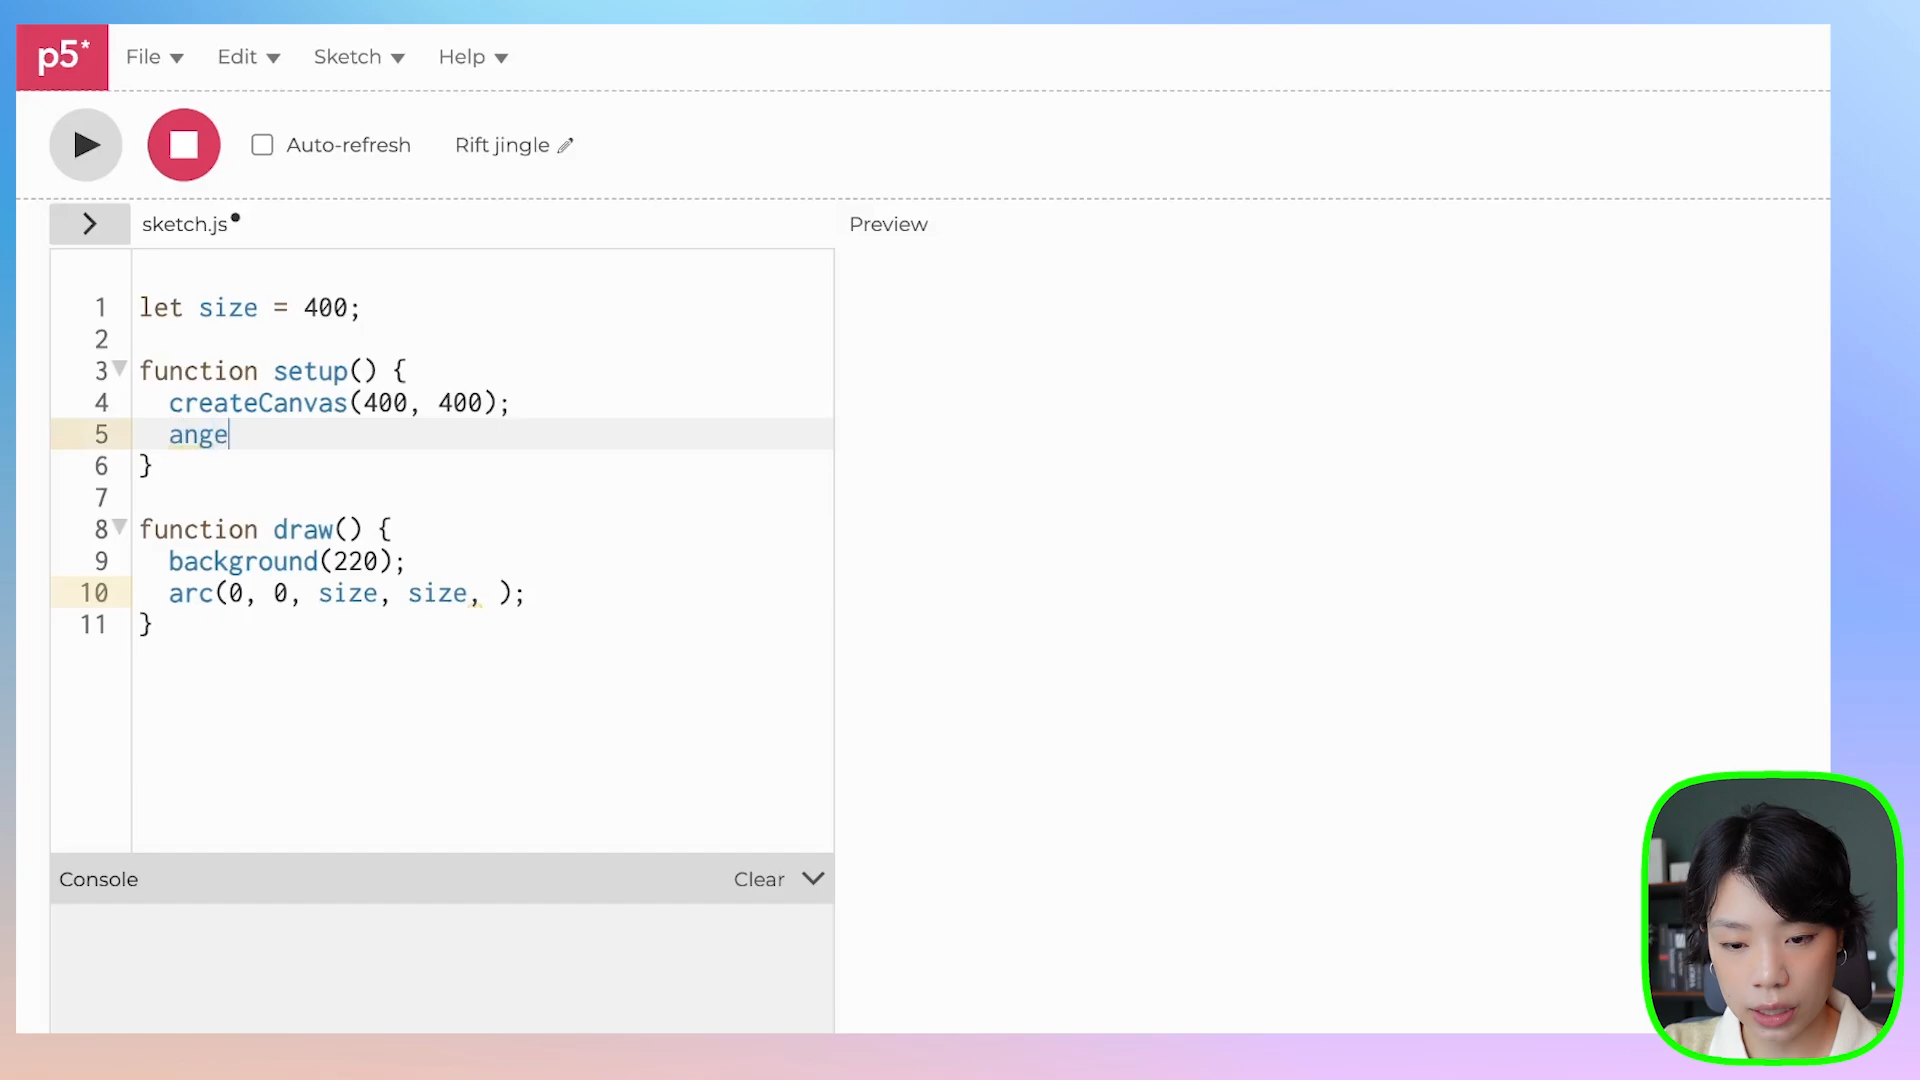 p5* File Edit Sketch Help
Auto-refresh Rift jingle
sketch.js Preview
1 let size = 400;
2
3 function setup() {
4 createCanvas(400, 400);
5 ange
6 }
7
8 function draw() {
9 background(220);
10 arc(0, 0, size, size, );
11 }
Console Clear